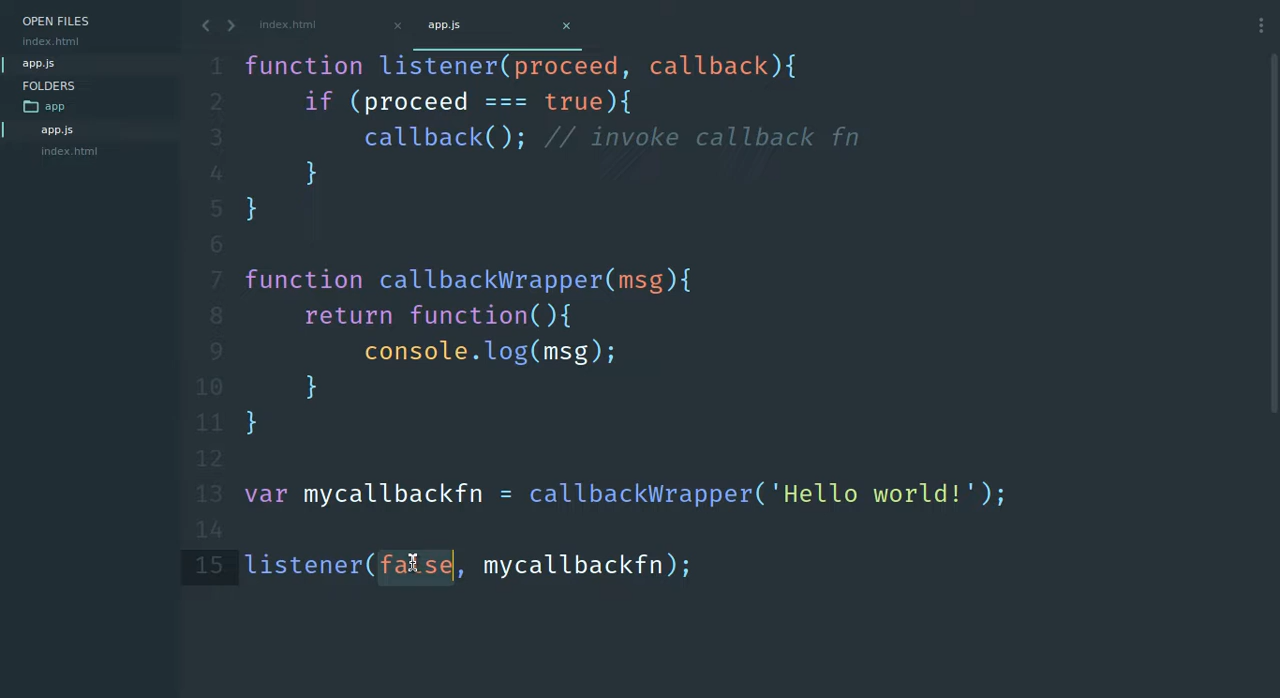 OPEN FILES
index.html
app.js
FOLDERS
app
app.js
index.html
index.html × app.js ×
1 function listener(proceed, callback){
2     if (proceed === true){
3         callback(); // invoke callback fn
4     }
5 }
6
7 function callbackWrapper(msg){
8     return function(){
9         console.log(msg);
10     }
11 }
12
13 var mycallbackfn = callbackWrapper('Hello world!');
14
15 listener(false, mycallbackfn);